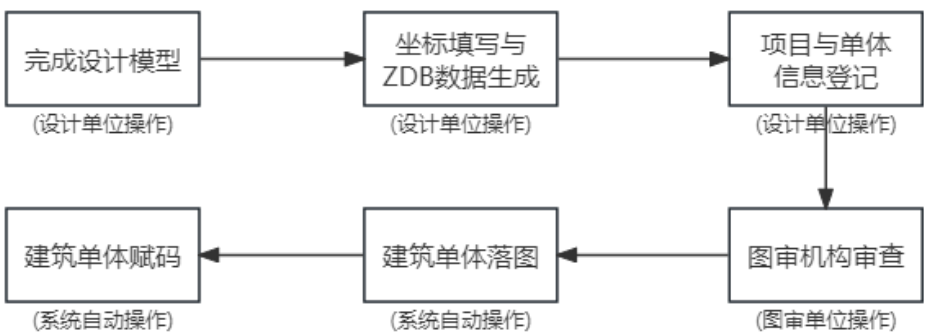 完成设计模型
(设计单位操作)
坐标填写与
ZDB数据生成
(设计单位操作)
项目与单体
信息登记
(设计单位操作)
图审机构审查
(图审单位操作)
建筑单体落图
(系统自动操作)
建筑单体赋码
(系统自动操作)